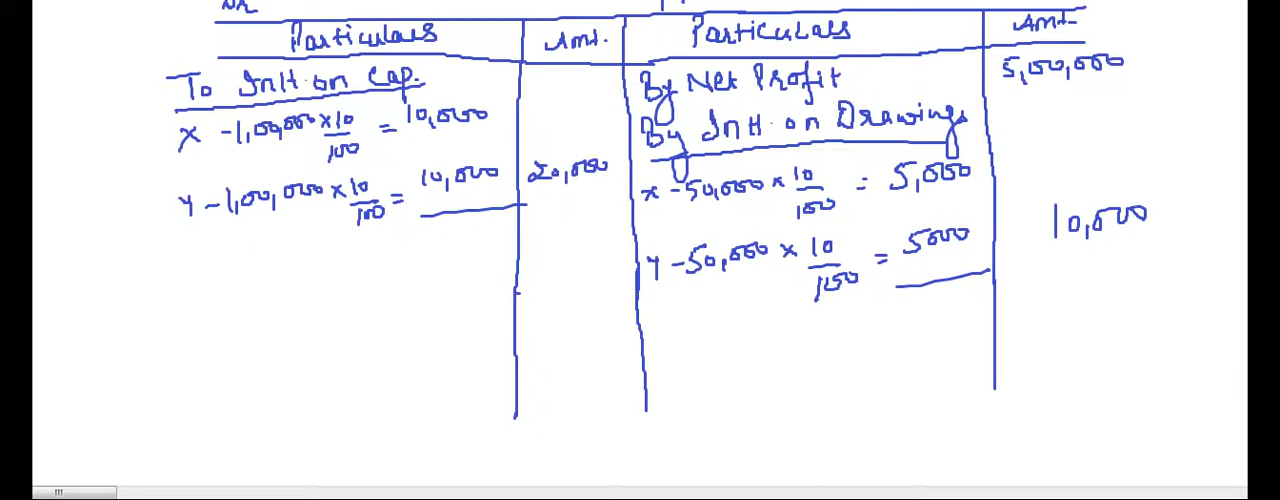 Particulars Amt. Particulars Amt
To Int. on Cap. By Net Profit 5,00,000
X - 1,00,000 x 10/100 = 10,000 By Int. on Drawings
Y - 1,00,000 x 10/100 = 10,000 20,000 X - 50,000 x 10/100 = 5,000
Y - 50,000 x 10/100 = 5000 10,000